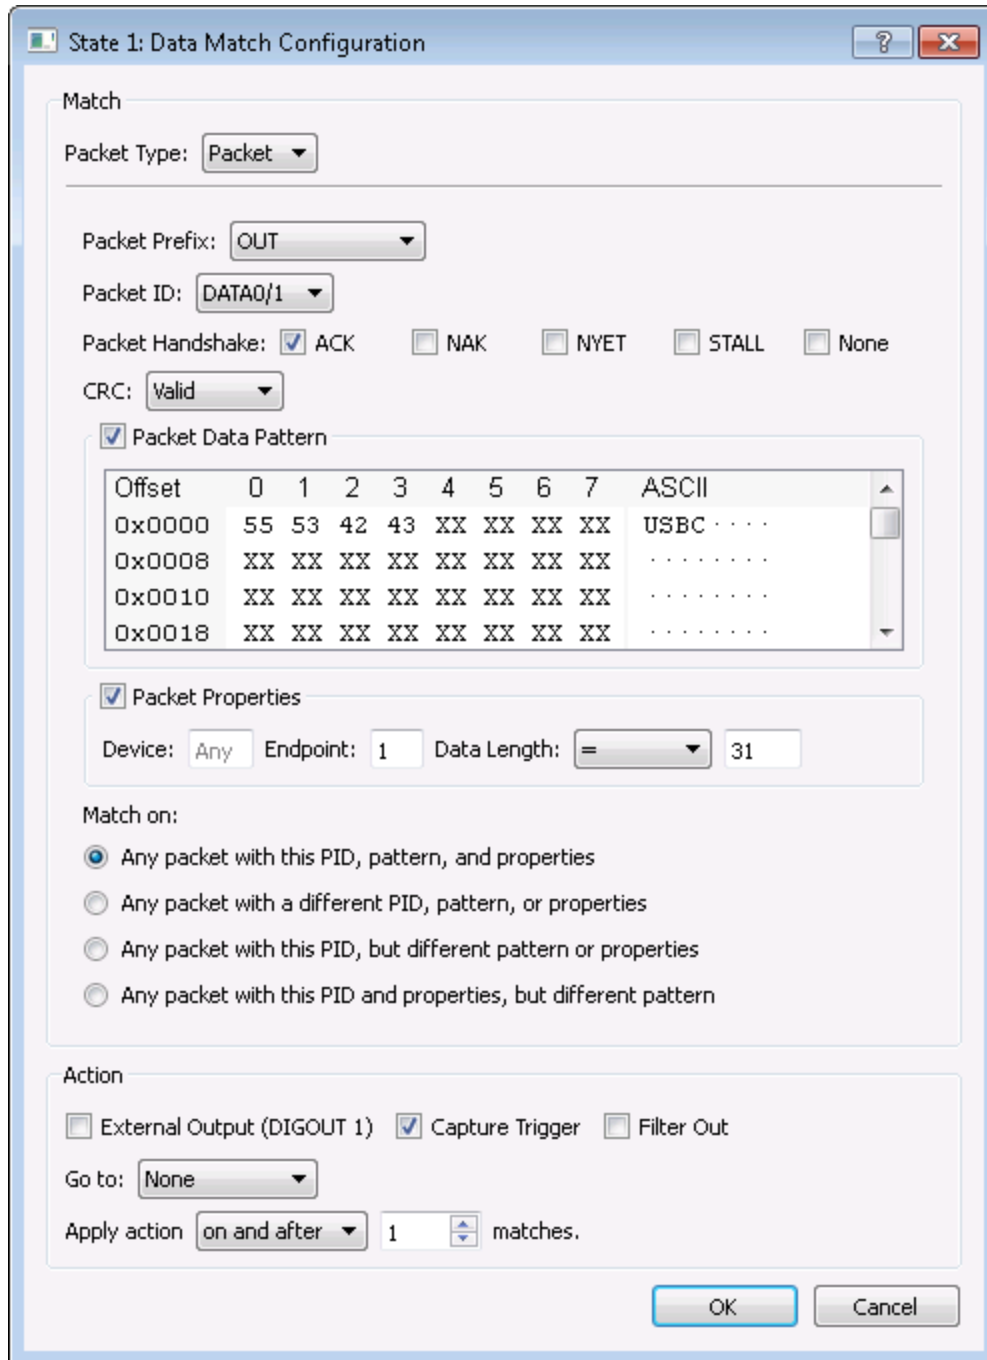 State 1: Data Match Configuration
?
Match
Packet Type: Packet
Packet Prefix: OUT
Packet ID: DATA0/1
Packet Handshake: ACK NAK NYET STALL None
CRC: Valid
Packet Data Pattern
Offset 0 1 2 3 4 5 6 7 ASCII
0x0000 55 53 42 43 XX XX XX XX USBC····
0x0008 XX XX XX XX XX XX XX XX ········
0x0010 XX XX XX XX XX XX XX XX ········
0x0018 XX XX XX XX XX XX XX XX ········
Packet Properties
Device: Any Endpoint: 1 Data Length: = 31
Match on:
Any packet with this PID, pattern, and properties
Any packet with a different PID, pattern, or properties
Any packet with this PID, but different pattern or properties
Any packet with this PID and properties, but different pattern
Action
External Output (DIGOUT 1) Capture Trigger Filter Out
Go to: None
Apply action on and after 1 matches.
OK Cancel